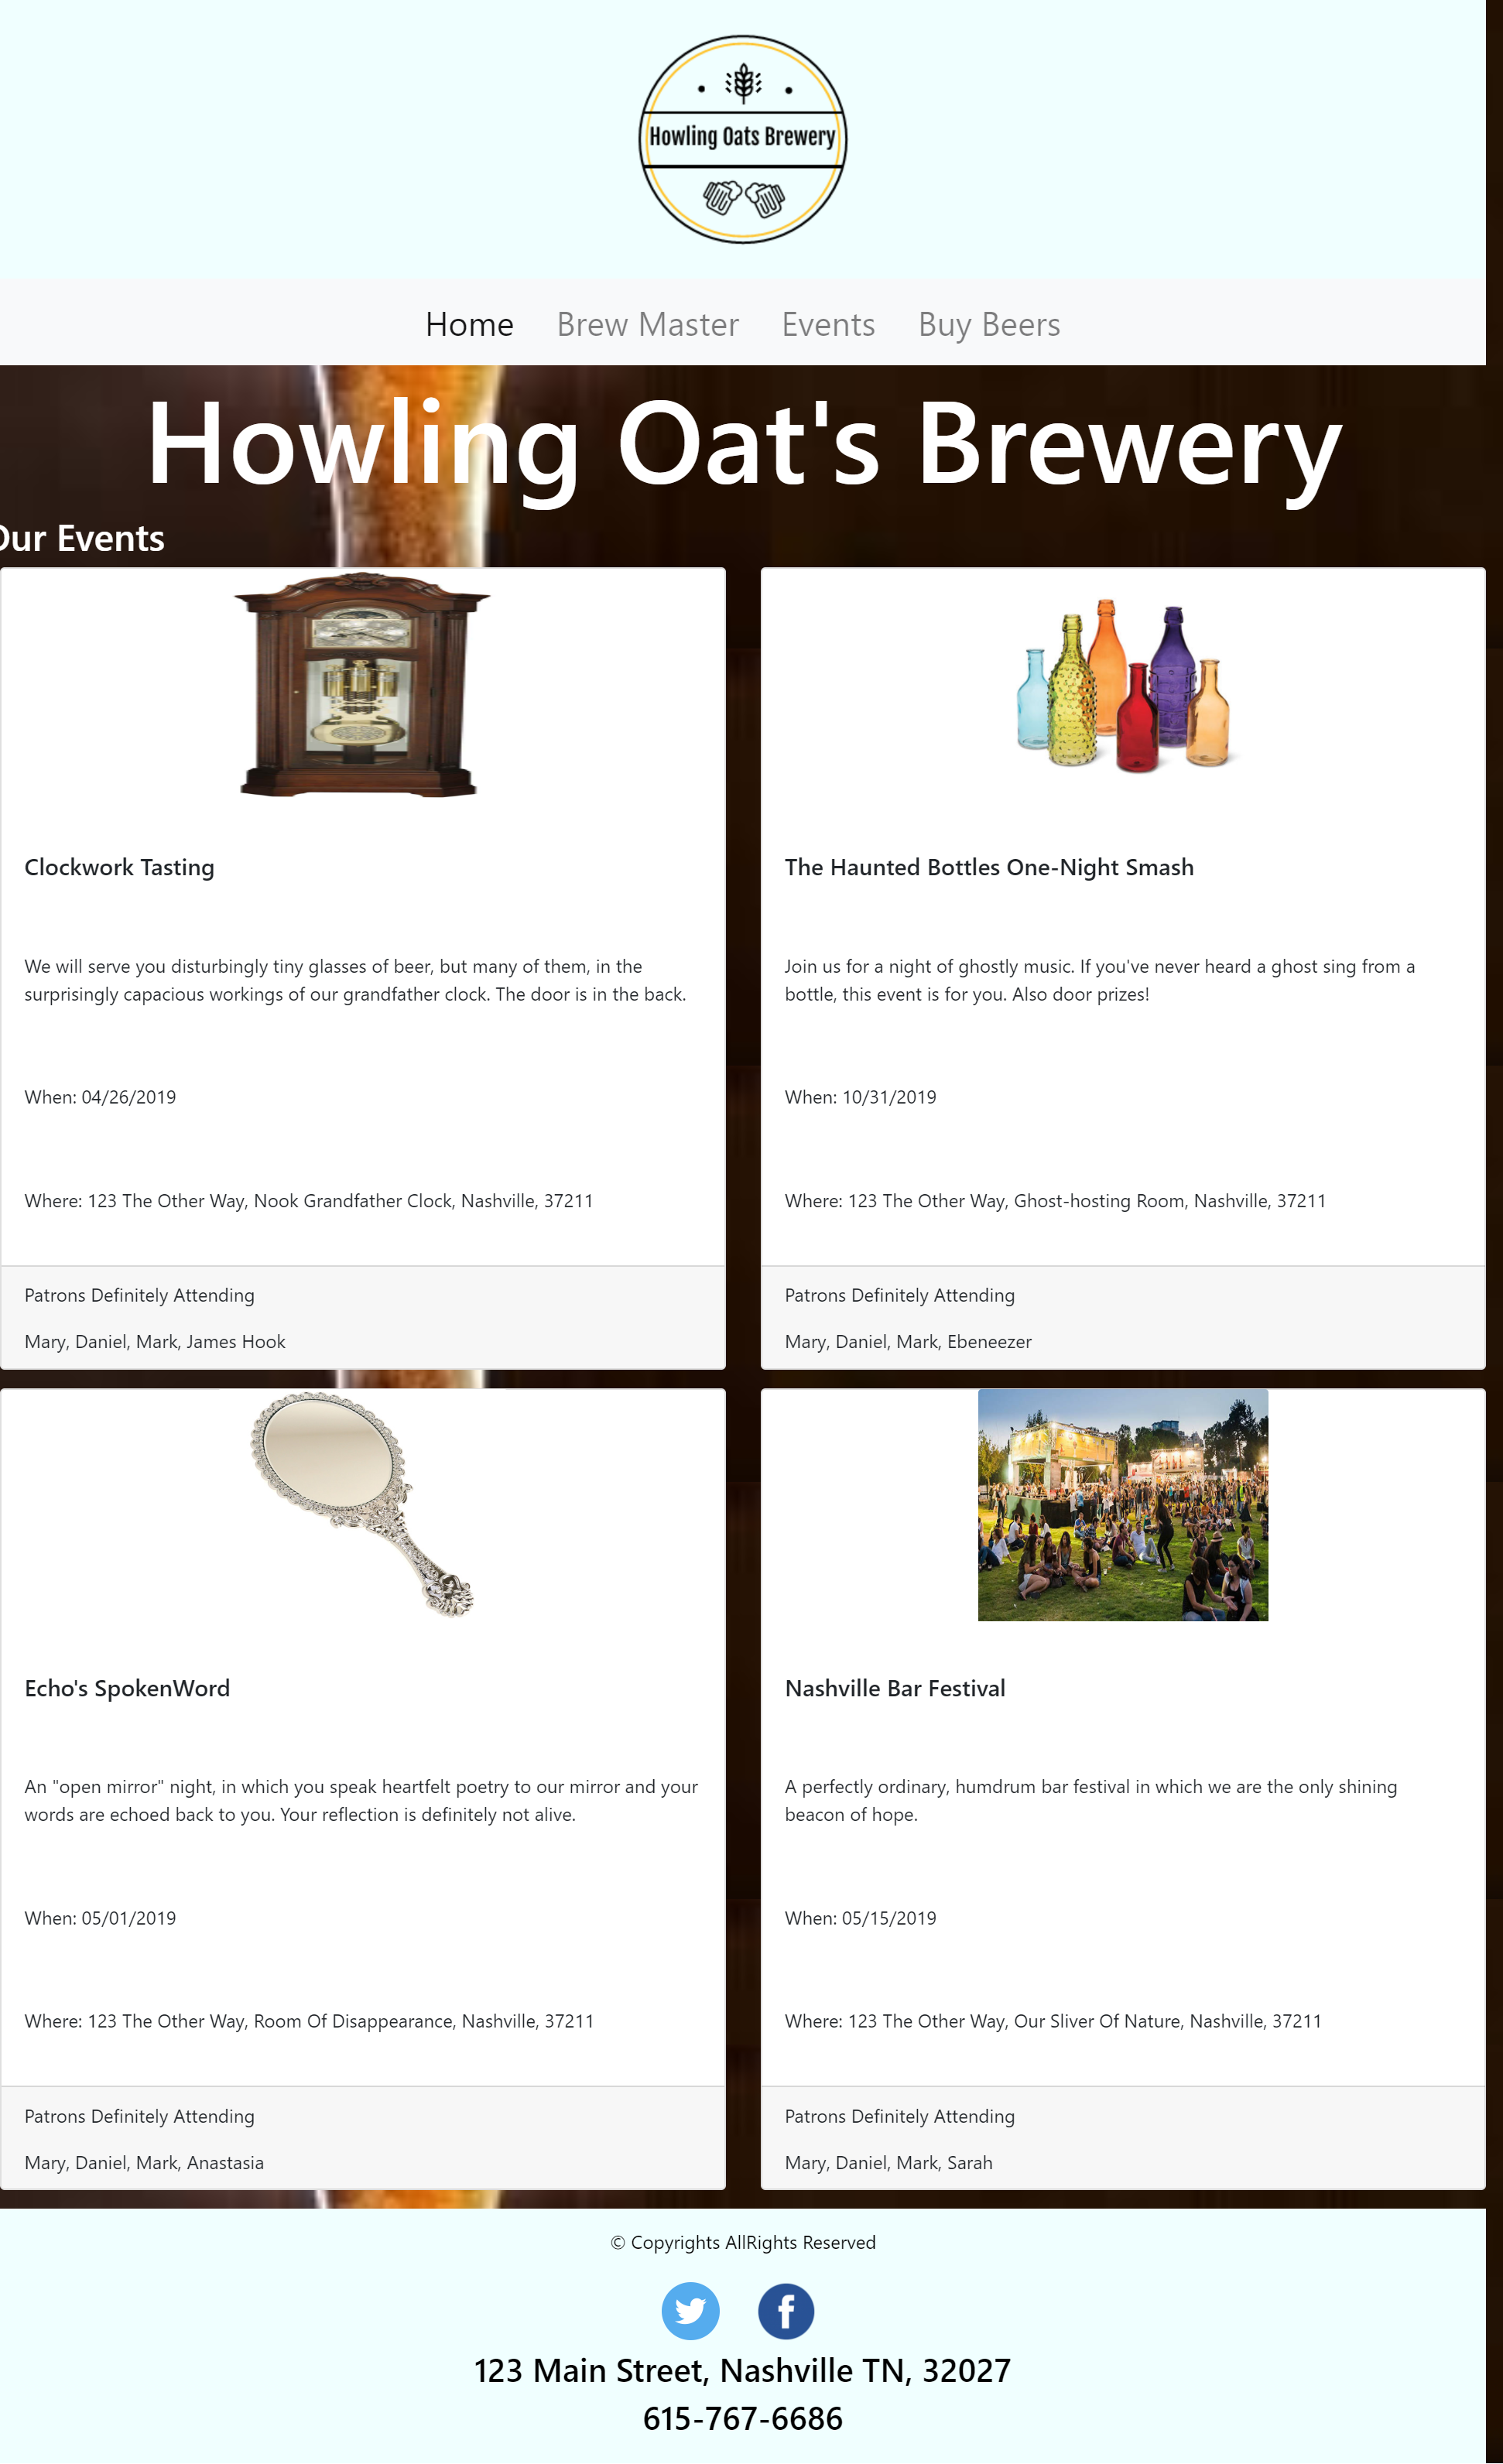 Howling Oats Brewery
Home Brew Master Events Buy Beers
Howling Oat's Brewery
Our Events
Clockwork Tasting
We will serve you disturbingly tiny glasses of beer, but many of them, in the
surprisingly capacious workings of our grandfather clock. The door is in the back.
When: 04/26/2019
Where: 123 The Other Way, Nook Grandfather Clock, Nashville, 37211
Patrons Definitely Attending
Mary, Daniel, Mark, James Hook
The Haunted Bottles One-Night Smash
Join us for a night of ghostly music. If you've never heard a ghost sing from a
bottle, this event is for you. Also door prizes!
When: 10/31/2019
Where: 123 The Other Way, Ghost-hosting Room, Nashville, 37211
Patrons Definitely Attending
Mary, Daniel, Mark, Ebeneezer
Echo's SpokenWord
An "open mirror" night, in which you speak heartfelt poetry to our mirror and your
words are echoed back to you. Your reflection is definitely not alive.
When: 05/01/2019
Where: 123 The Other Way, Room Of Disappearance, Nashville, 37211
Patrons Definitely Attending
Mary, Daniel, Mark, Anastasia
Nashville Bar Festival
A perfectly ordinary, humdrum bar festival in which we are the only shining
beacon of hope.
When: 05/15/2019
Where: 123 The Other Way, Our Sliver Of Nature, Nashville, 37211
Patrons Definitely Attending
Mary, Daniel, Mark, Sarah
© Copyrights AllRights Reserved
123 Main Street, Nashville TN, 32027
615-767-6686